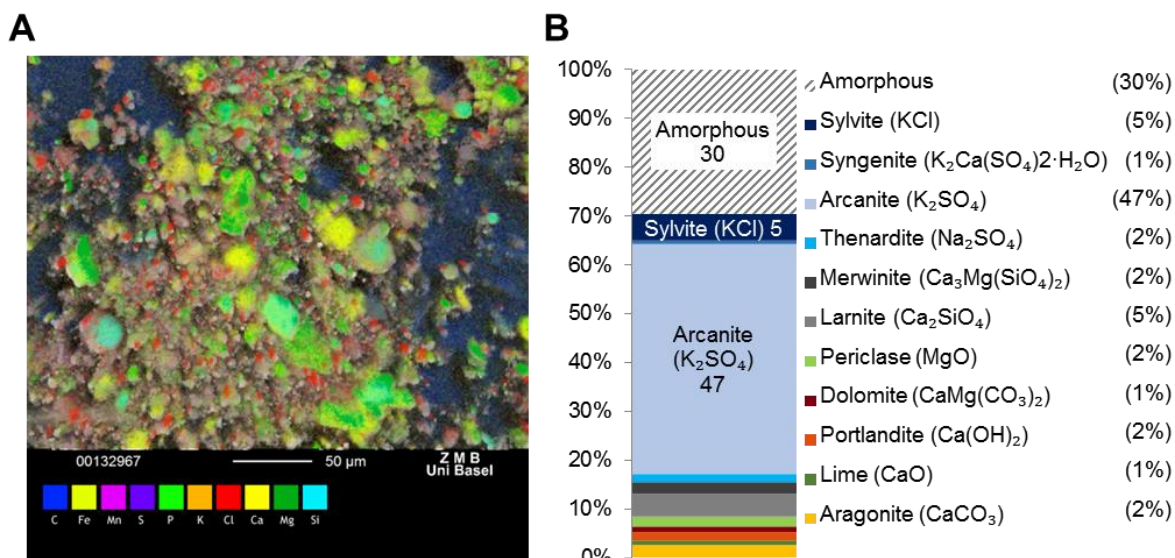 A
00132967
50 µm
Z M B
Uni Basel
C Fe Mn S P K Cl Ca Mg Si
B
100%
90%
80%
70%
60%
50%
40%
30%
20%
10%
0%
Amorphous
30
Sylvite (KCl) 5
Arcanite
(K₂SO₄)
47
Amorphous (30%)
Sylvite (KCl) (5%)
Syngenite (K₂Ca(SO₄)2·H₂O) (1%)
Arcanite (K₂SO₄) (47%)
Thenardite (Na₂SO₄) (2%)
Merwinite (Ca₃Mg(SiO₄)₂) (2%)
Larnite (Ca₂SiO₄) (5%)
Periclase (MgO) (2%)
Dolomite (CaMg(CO₃)₂) (1%)
Portlandite (Ca(OH)₂) (2%)
Lime (CaO) (1%)
Aragonite (CaCO₃) (2%)